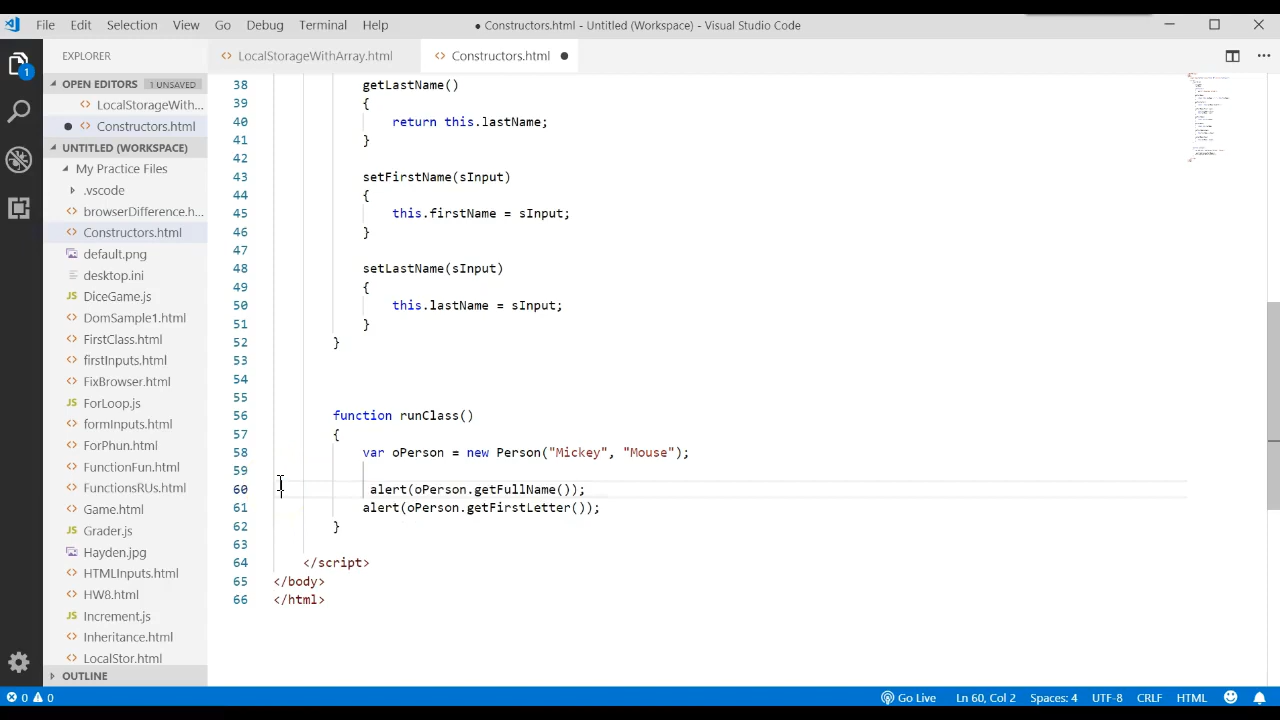 File Edit Selection View Go Debug Terminal Help
● Constructors.html - Untitled (Workspace) - Visual Studio Code
EXPLORER
LocalStorageWithArray.html
Constructors.html ●
OPEN EDITORS 1 UNSAVED
LocalStorageWith...
Constructors.html
UNTITLED (WORKSPACE)
My Practice Files
.vscode
browserDifference.h...
Constructors.html
default.png
desktop.ini
DiceGame.js
DomSample1.html
FirstClass.html
firstInputs.html
FixBrowser.html
ForLoop.js
formInputs.html
ForPhun.html
FunctionFun.html
FunctionsRUs.html
Game.html
Grader.js
Hayden.jpg
HTMLInputs.html
HW8.html
Increment.js
Inheritance.html
LocalStor.html
OUTLINE
38 getLastName()
39 {
40 return this.lastName;
41 }
42
43 setFirstName(sInput)
44 {
45 this.firstName = sInput;
46 }
47
48 setLastName(sInput)
49 {
50 this.lastName = sInput;
51 }
52 }
53
54
55
56 function runClass()
57 {
58 var oPerson = new Person("Mickey", "Mouse");
59
60 alert(oPerson.getFullName());
61 alert(oPerson.getFirstLetter());
62 }
63
64 </script>
65 </body>
66 </html>
1
0 0
Go Live Ln 60, Col 2 Spaces: 4 UTF-8 CRLF HTML